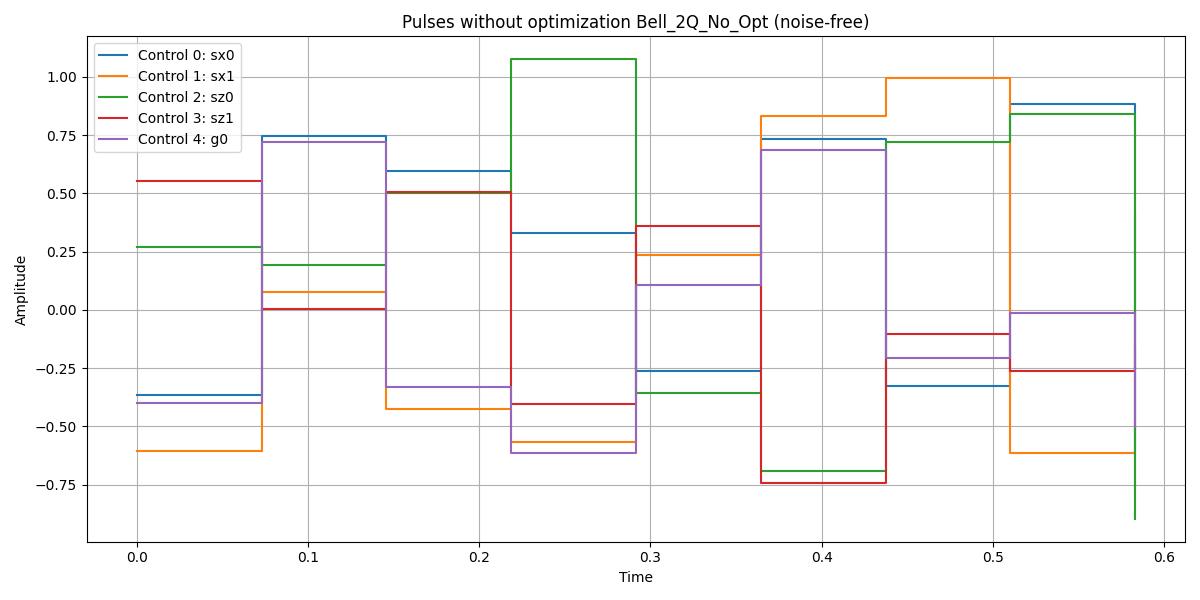 Pulses without optimization Bell_2Q_No_Opt (noise-free)
Control 0: sx0
Control 1: sx1
Control 2: sz0
Control 3: sz1
Control 4: g0
Amplitude
1.00
0.75
0.50
0.25
0.00
−0.25
−0.50
−0.75
0.0 0.1 0.2 0.3 0.4 0.5 0.6
Time